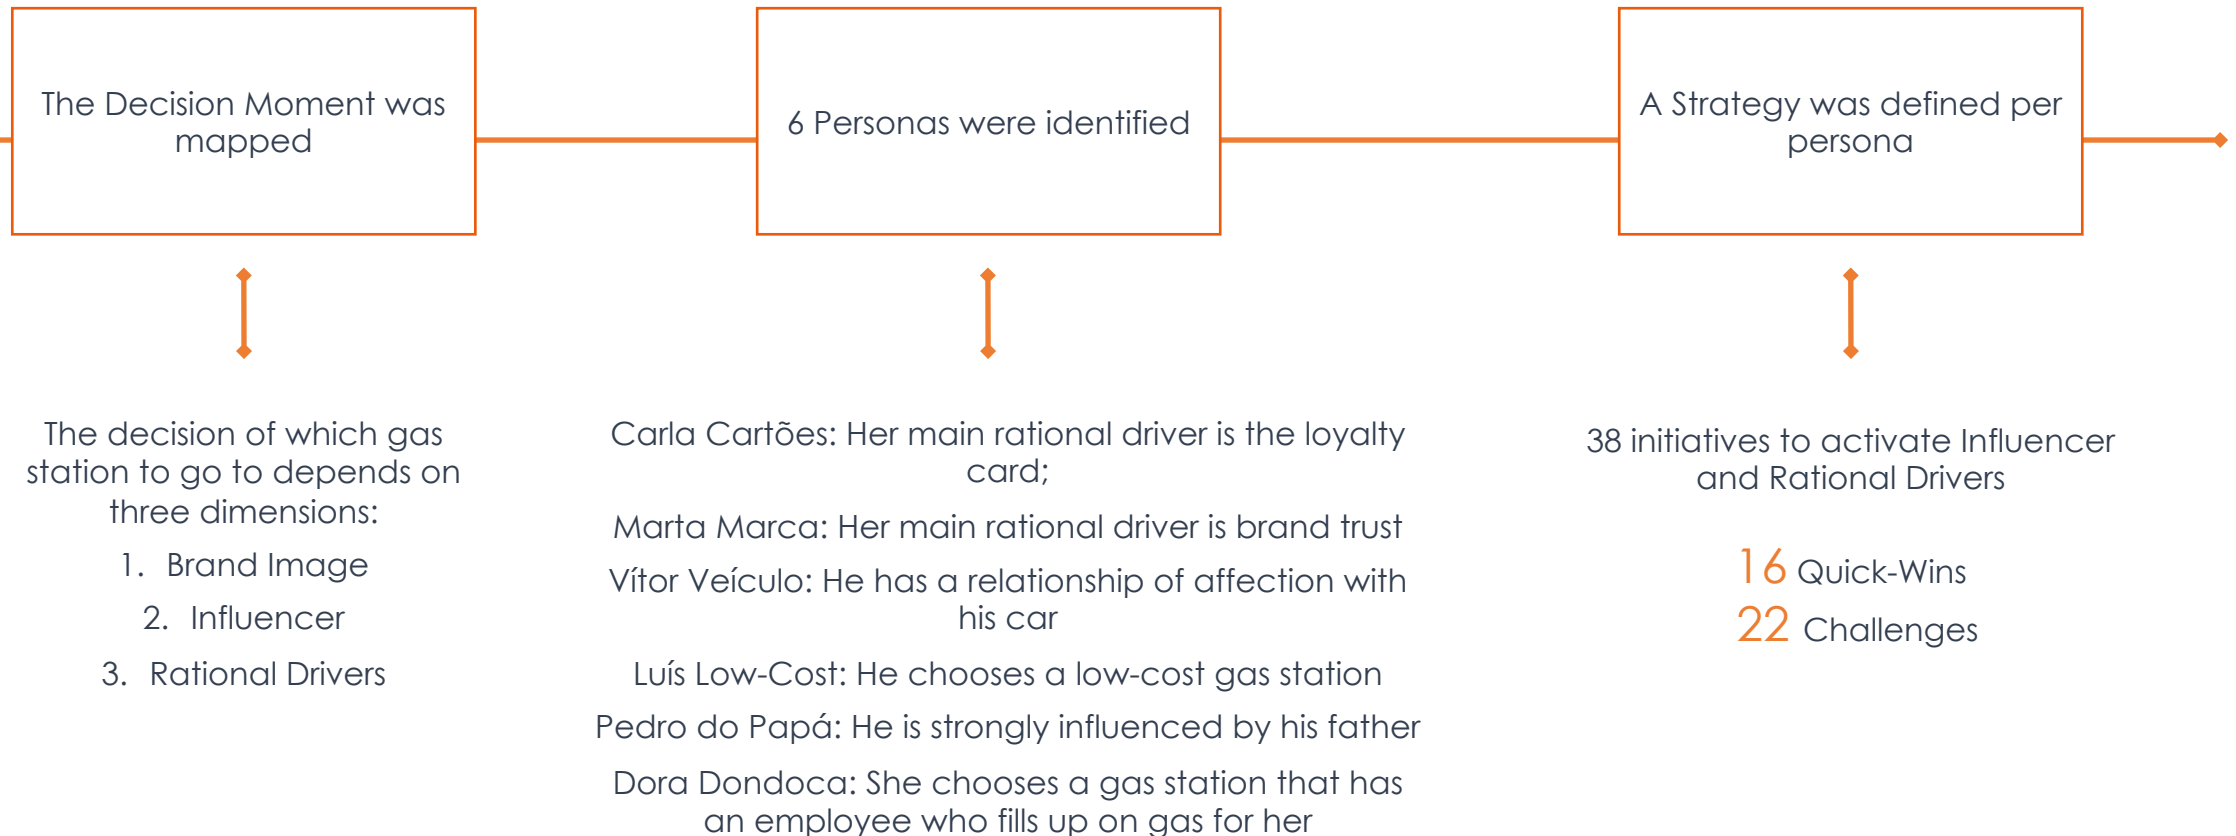 The Decision Moment was
mapped
6 Personas were identified
A Strategy was defined per
persona
The decision of which gas
station to go to depends on
three dimensions:
1. Brand Image
2. Influencer
3. Rational Drivers
Carla Cartões: Her main rational driver is the loyalty
card;
Marta Marca: Her main rational driver is brand trust
Vítor Veículo: He has a relationship of affection with
his car
Luís Low-Cost: He chooses a low-cost gas station
Pedro do Papá: He is strongly influenced by his father
Dora Dondoca: She chooses a gas station that has
an employee who fills up on gas for her
38 initiatives to activate Influencer
and Rational Drivers
16 Quick-Wins
22 Challenges